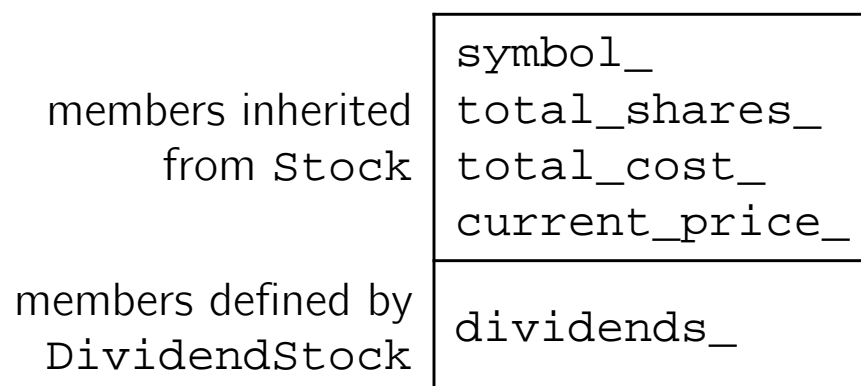 members inherited
from Stock
symbol_
total_shares_
total_cost_
current_price_
members defined by
DividendStock
dividends_